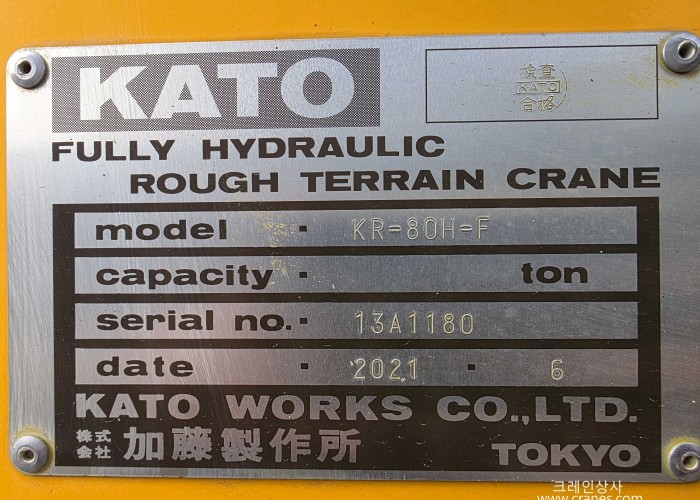 KATO
検査
KATO
合格
FULLY HYDRAULIC
ROUGH TERRAIN CRANE
model · KR-80H-F
capacity · ton
serial no. · 13A1180
date · 2021 · 6
KATO WORKS CO.,LTD.
株式会社 加藤製作所 TOKYO
크레인상사
www.cranes.com